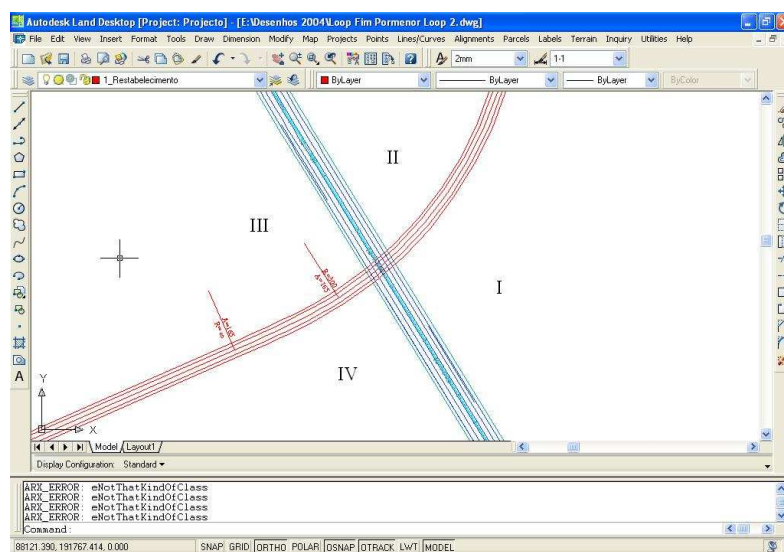 Autodesk Land Desktop [Project: Projecto] - [E:\Desenhos 2004\Loop Fim Pormenor Loop 2.dwg]
File Edit View Insert Format Tools Draw Dimension Modify Map Projects Points Lines/Curves Alignments Parcels Labels Terrain Inquiry Utilities Help
2mm 1-1
1_Restabelecimento ByLayer ByLayer ByLayer ByColor
II
III
R=300
A=165
I
A=165
R=∞
IV
A
Y
X
Model Layout1
Display Configuration: Standard
ARX_ERROR: eNotThatKindOfClass
ARX_ERROR: eNotThatKindOfClass
ARX_ERROR: eNotThatKindOfClass
ARX_ERROR: eNotThatKindOfClass
Command:
88121.390, 191767.414, 0.000 SNAP GRID ORTHO POLAR OSNAP OTRACK LWT MODEL